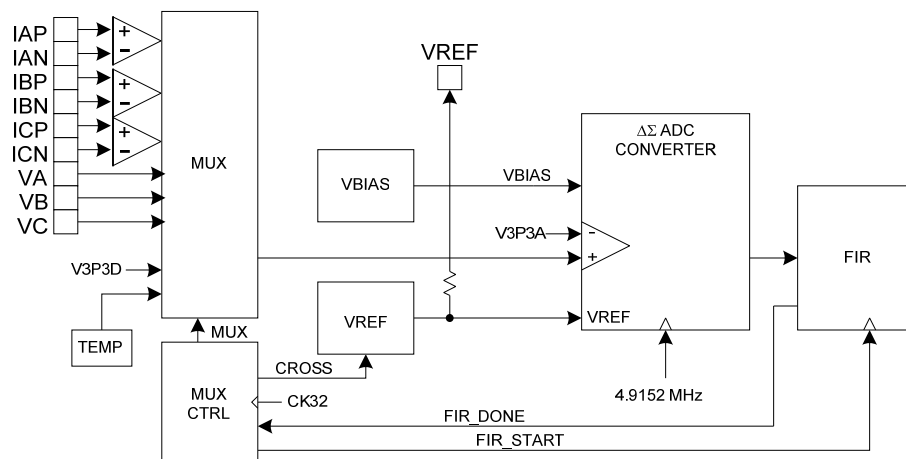 IAP
IAN
IBP
IBN
ICP
ICN
VA
VB
VC
+
-
+
-
+
-
MUX
V3P3D
TEMP
MUX
MUX
CTRL
CROSS
CK32
VREF
VBIAS
VBIAS
V3P3A
-
+
VREF
VREF
ΔΣ ADC
CONVERTER
4.9152 MHz
FIR
FIR_DONE
FIR_START